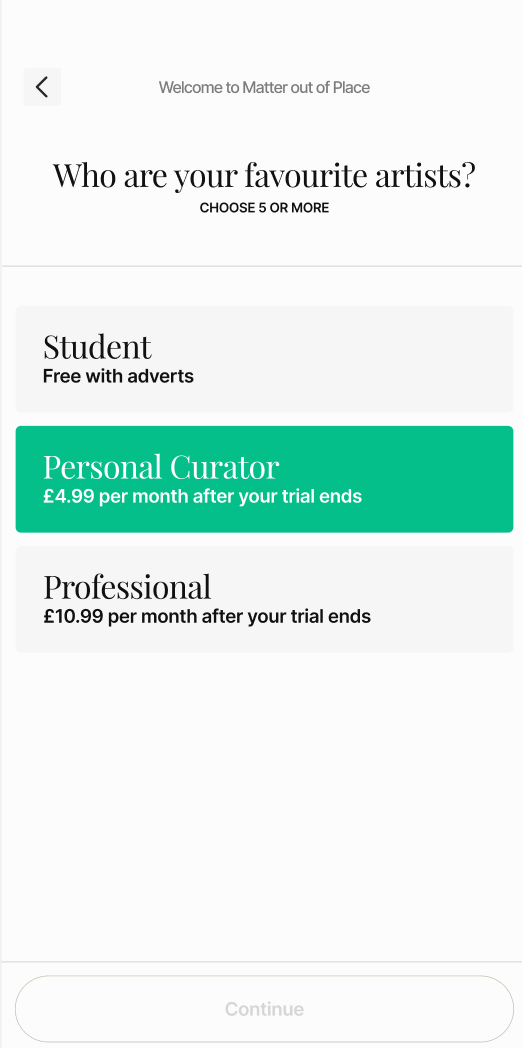 Welcome to Matter out of Place
Who are your favourite artists?
CHOOSE 5 OR MORE
Student
Free with adverts
Personal Curator
£4.99 per month after your trial ends
Professional
£10.99 per month after your trial ends
Continue